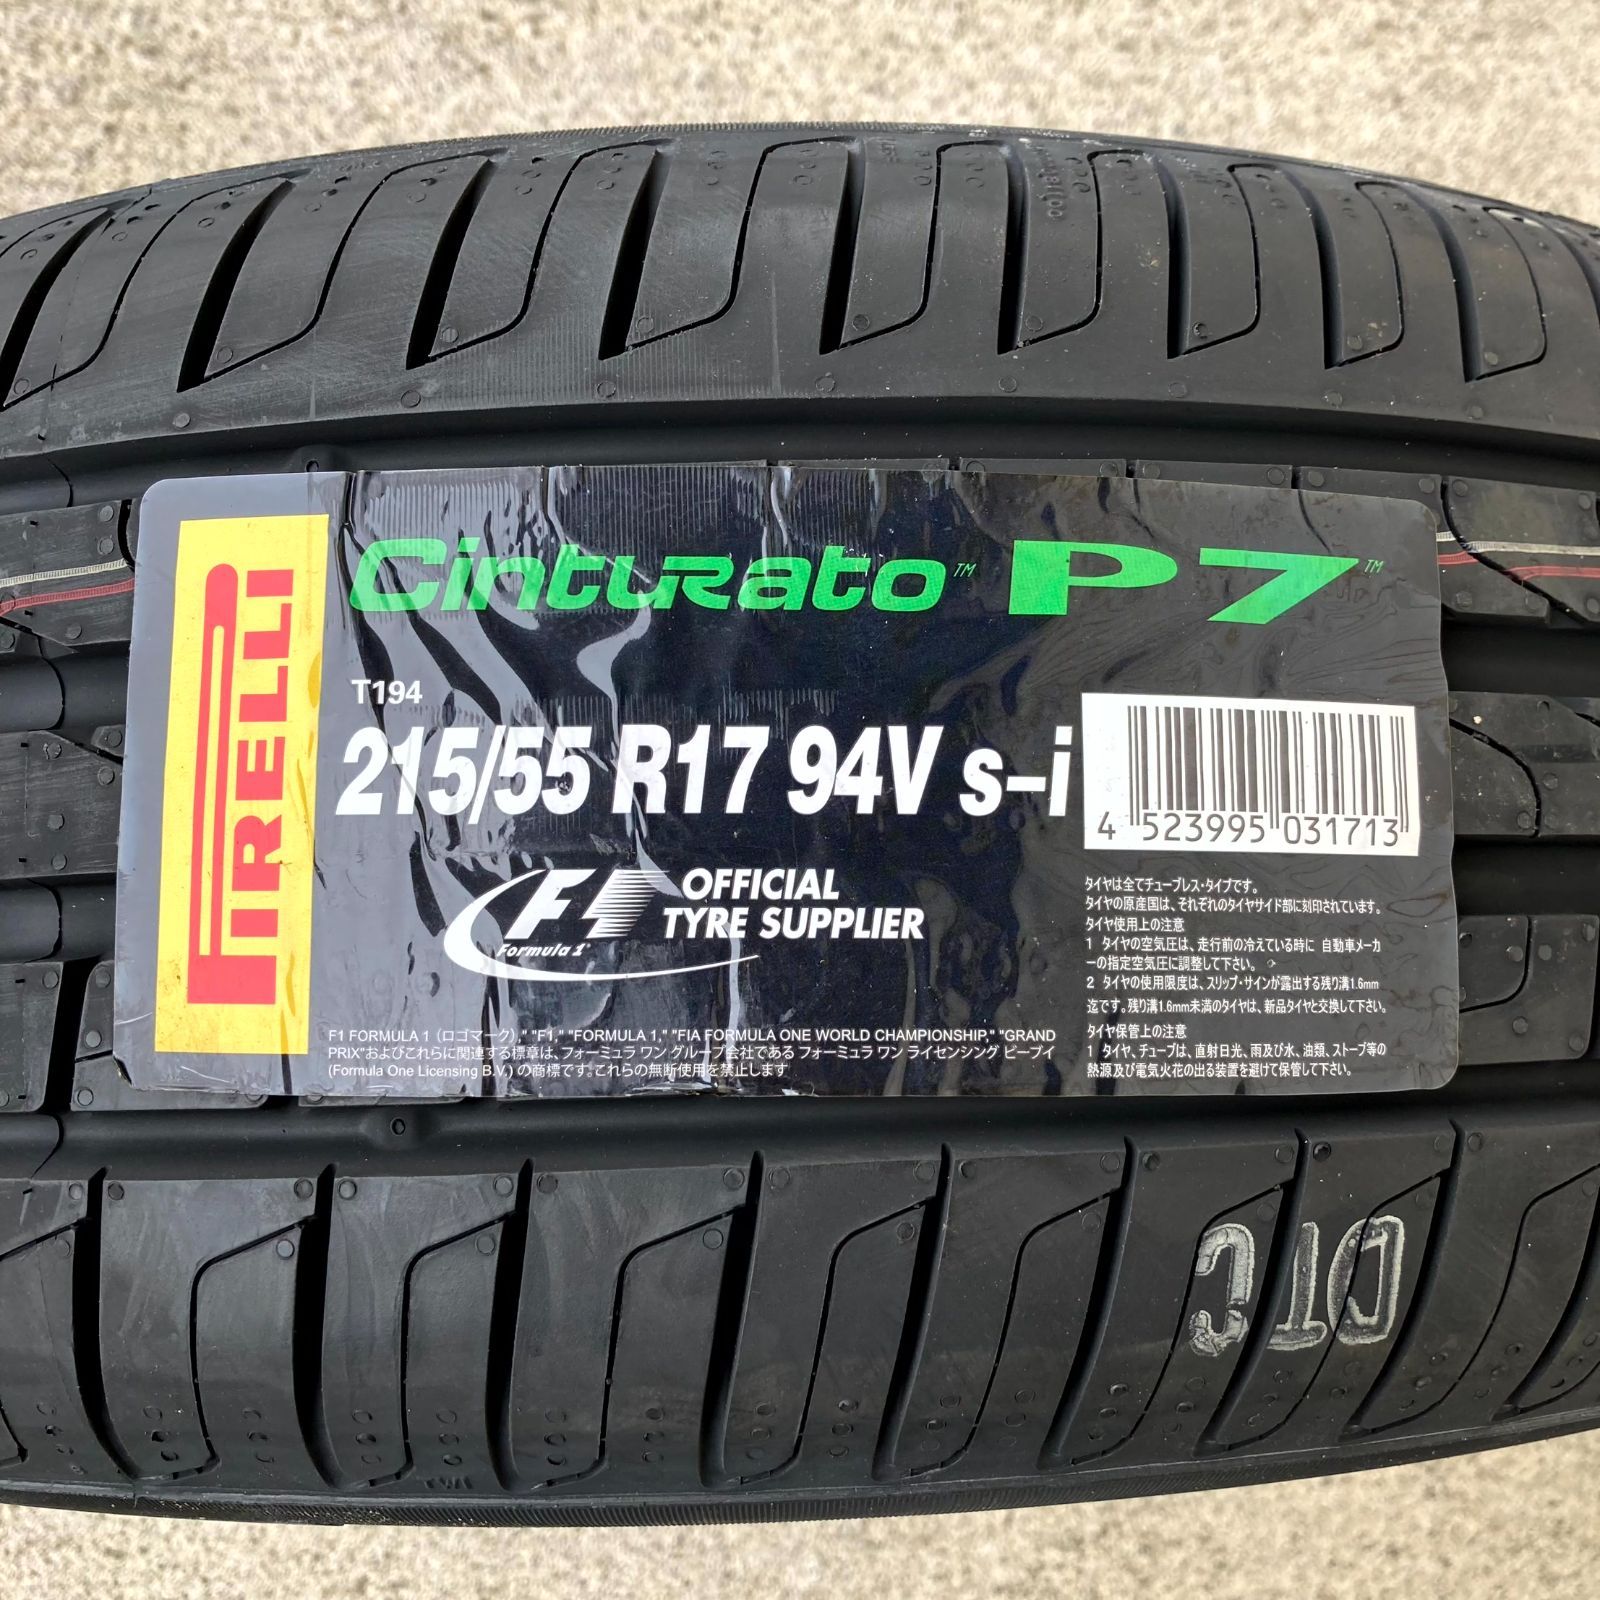 PIRELLI
Cinturato™ P7™
T194
215/55 R17 94V s-i
4 523995 031713
F1 Formula 1®
OFFICIAL
TYRE SUPPLIER
F1 FORMULA 1 (ロゴマーク)," "F1," "FORMULA 1," "FIA FORMULA ONE WORLD CHAMPIONSHIP," "GRAND
PRIX"およびこれらに関連する標章は、フォーミュラ ワン グループ会社である フォーミュラ ワン ライセンシング ビーブイ
(Formula One Licensing B.V.) の商標です。これらの無断使用を禁止します
タイヤは全てチューブレス・タイプです。
タイヤの原産国は、それぞれのタイヤサイド部に刻印されています。
タイヤ使用上の注意
1 タイヤの空気圧は、走行前の冷えている時に 自動車メーカ
ーの指定空気圧に調整して下さい。
2 タイヤの使用限度は、スリップ・サインが露出する残り溝1.6mm
迄です。残り溝1.6mm未満のタイヤは、新品タイヤと交換して下さい。
タイヤ保管上の注意
1 タイヤ、チューブは、直射日光、雨及び水、油類、ストーブ等の
熱源及び電気火花の出る装置を避けて保管して下さい。
TWI